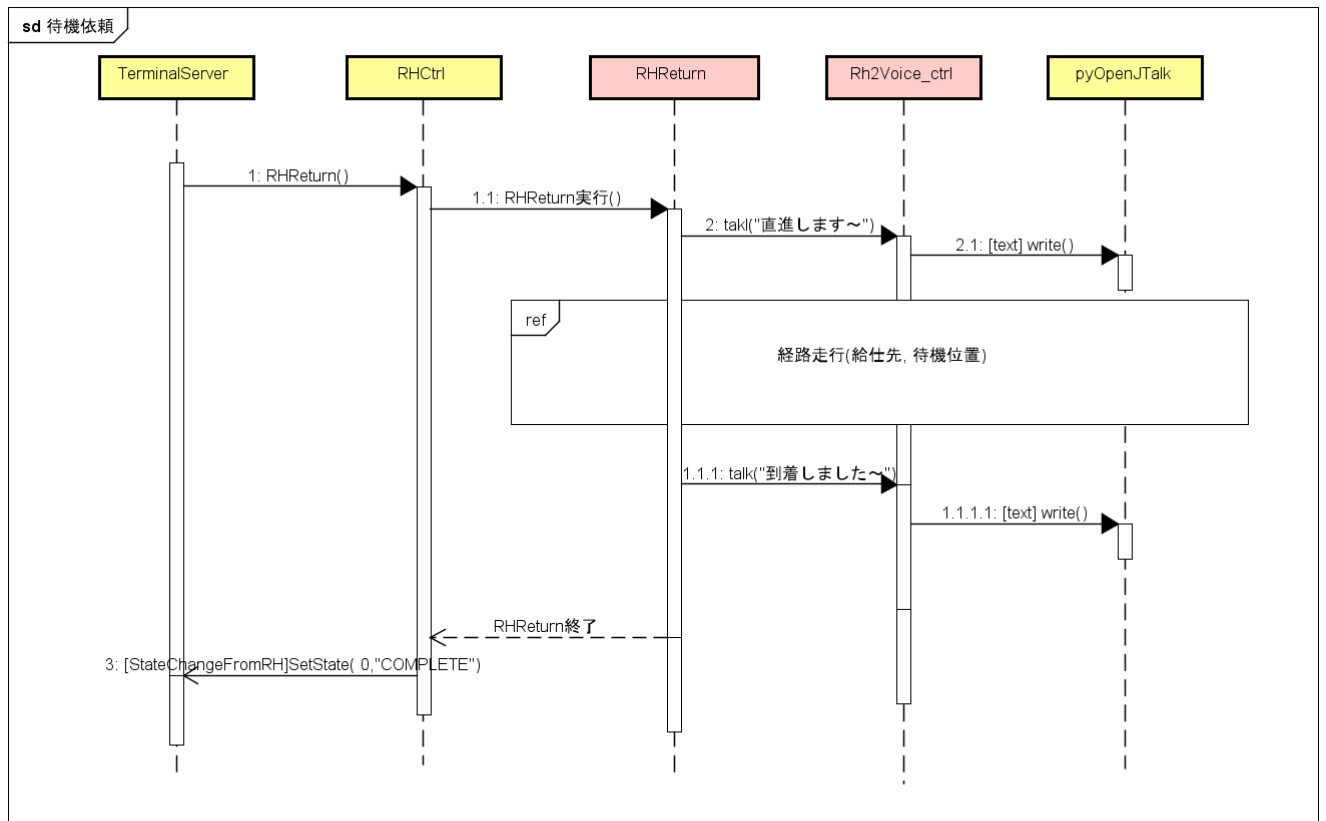 sd 待機依頼
TerminalServer
RHCtrl
RHReturn
Rh2Voice_ctrl
pyOpenJTalk
1: RHReturn()
1.1: RHReturn実行()
2: takl("直進します～")
2.1: [text] write()
ref
経路走行(給仕先, 待機位置)
1.1.1: talk("到着しました～")
1.1.1.1: [text] write()
RHReturn終了
3: [StateChangeFromRH]SetState( 0,"COMPLETE")